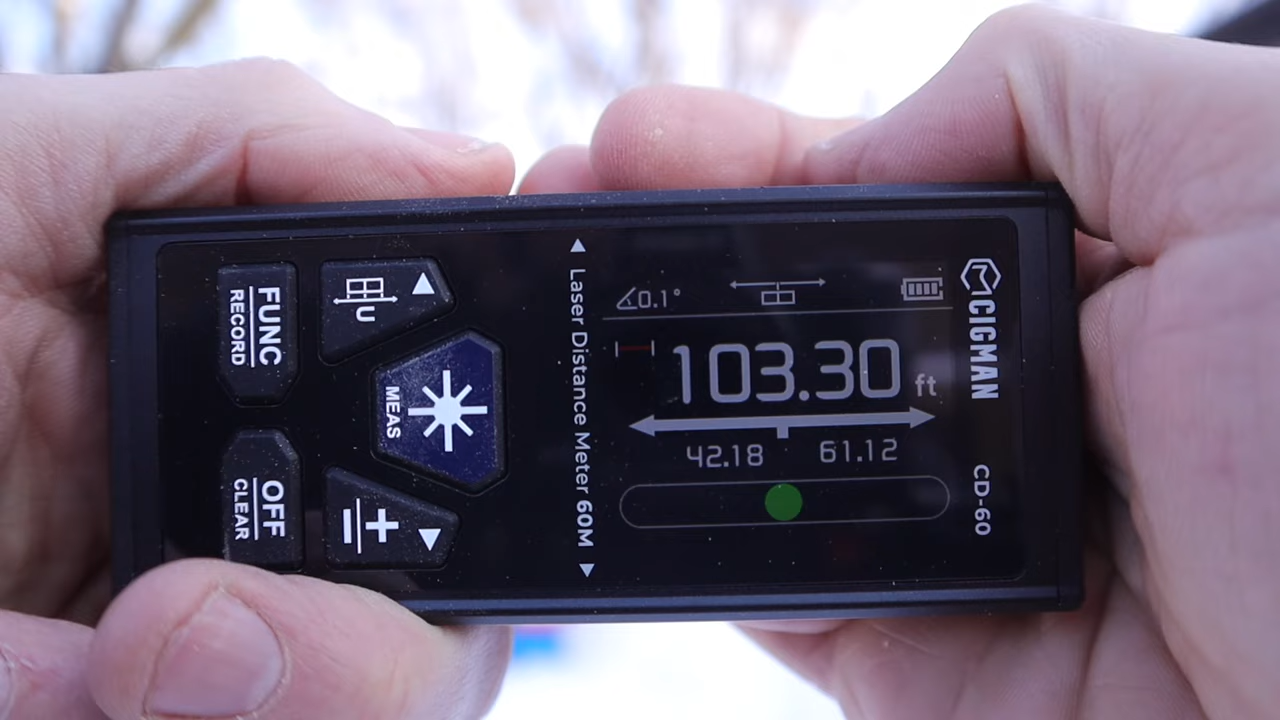 FUNC
RECORD
OFF
CLEAR
U
MEAS
+
−
Laser Distance Meter 60M
0.1°
103.30 ft
42.18 61.12
CIGMAN
CD-60